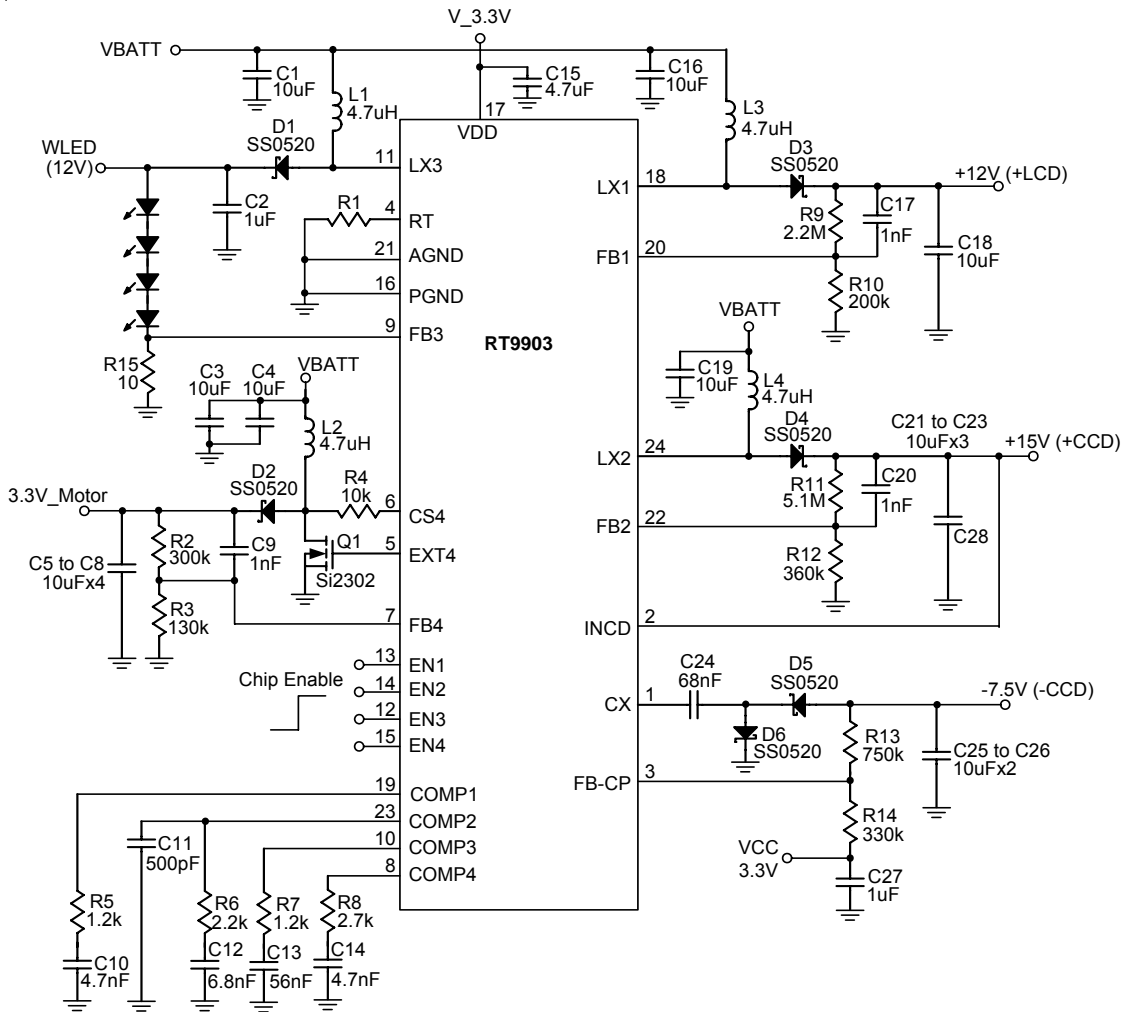 V_3.3V
VBATT
C1
10uF
L1
4.7uH
C15
4.7uF
C16
10uF
L3
4.7uH
17
VDD
WLED
(12V)
D1
SS0520
11
LX3
C2
1uF
R1
4
RT
21
AGND
16
PGND
9
FB3
R15
10
RT9903
18
LX1
D3
SS0520
+12V (+LCD)
R9
2.2M
C17
1nF
C18
10uF
20
FB1
R10
200k
VBATT
C19
10uF
L4
4.7uH
24
LX2
D4
SS0520
C21 to C23
10uFx3
+15V (+CCD)
R11
5.1M
C20
1nF
22
FB2
R12
360k
C28
2
INCD
C3
10uF
C4
10uF
VBATT
L2
4.7uH
3.3V_Motor
D2
SS0520
R4
10k
6
CS4
C5 to C8
10uFx4
R2
300k
C9
1nF
Q1
Si2302
5
EXT4
R3
130k
7
FB4
Chip Enable
13
EN1
14
EN2
12
EN3
15
EN4
1
CX
C24
68nF
D5
SS0520
-7.5V (-CCD)
D6
SS0520
R13
750k
C25 to C26
10uFx2
3
FB-CP
R14
330k
VCC
3.3V
C27
1uF
19
COMP1
23
COMP2
10
COMP3
8
COMP4
C11
500pF
R5
1.2k
R6
2.2k
R7
1.2k
R8
2.7k
C10
4.7nF
C12
6.8nF
C13
56nF
C14
4.7nF